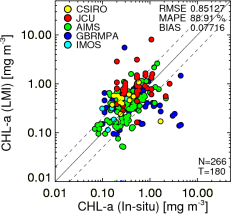 CSIRO
JCU
AIMS
GBRMPA
IMOS
RMSE 0.85127
MAPE 88.91%
BIAS 0.07716
10.00
1.00
0.10
0.01
CHL-a (LMI) [mg m-3]
N=266
T=180
0.01 0.10 1.00 10.00
CHL-a (In-situ) [mg m-3]